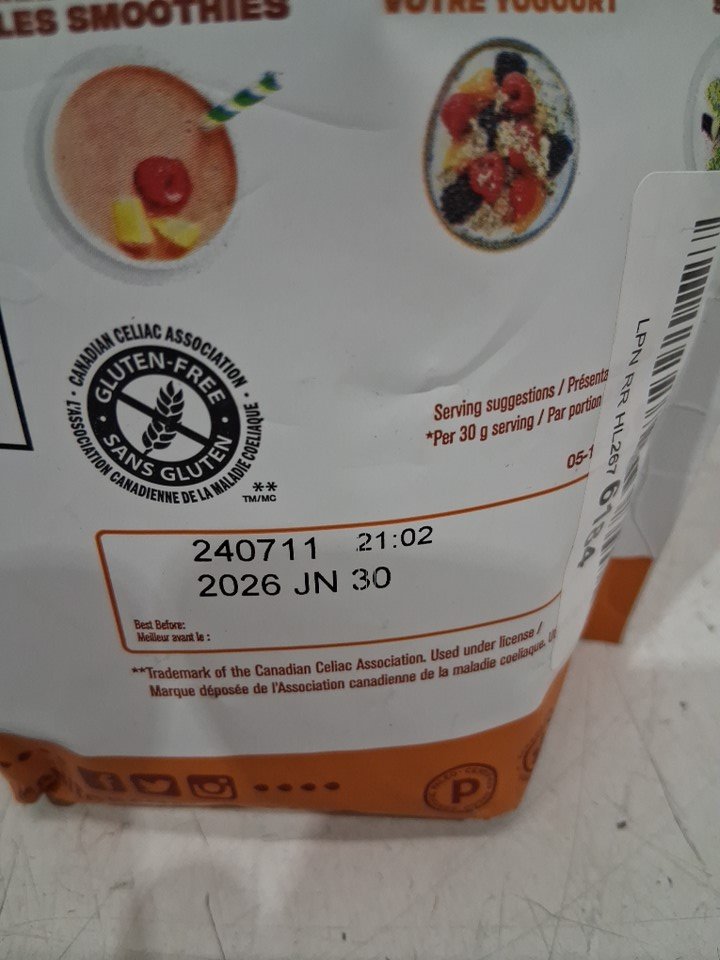 LES SMOOTHIES
VOTRE YOGOURT
CANADIAN CELIAC ASSOCIATION
GLUTEN-FREE
SANS GLUTEN
L'ASSOCIATION CANADIENNE DE LA MALADIE COELIAQUE
**
TM/MC
Serving suggestions /
*Per 30 g serving / Par portion
05-1
240711 21:02
2026 JN 30
Best Before:
Meilleur avant le :
**Trademark of the Canadian Celiac Association. Used under license /
Marque déposée de l'Association canadienne de la maladie coeliaque.
P
LPN RR HL267 6184